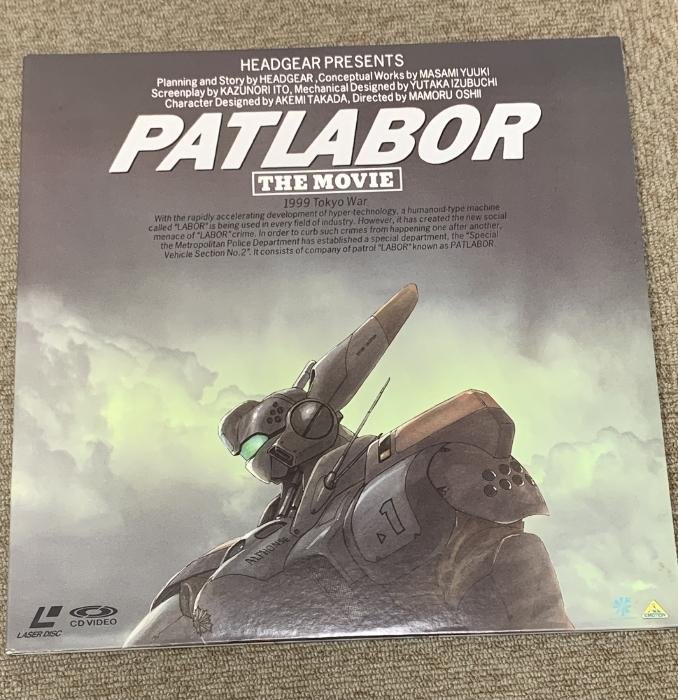 HEADGEAR PRESENTS
Planning and Story by HEADGEAR, Conceptual Works by MASAMI YUUKI
Screenplay by KAZUNORI ITO, Mechanical Designed by YUTAKA IZUBUCHI
Character Designed by AKEMI TAKADA, Directed by MAMORU OSHII
PATLABOR
THE MOVIE
1999 Tokyo War
With the rapidly accelerating development of hyper-technology, a humanoid-type machine
called "LABOR" is being used in every field of industry. However, it has created the new social
menace of "LABOR" crime. In order to curb such crimes from happening one after another,
the Metropolitan Police Department has established a special department, the "Special
Vehicle Section No.2". It consists of company of patrol "LABOR" known as PATLABOR.
1
ALPHONSE
LASER DISC
CD VIDEO
EMOTION